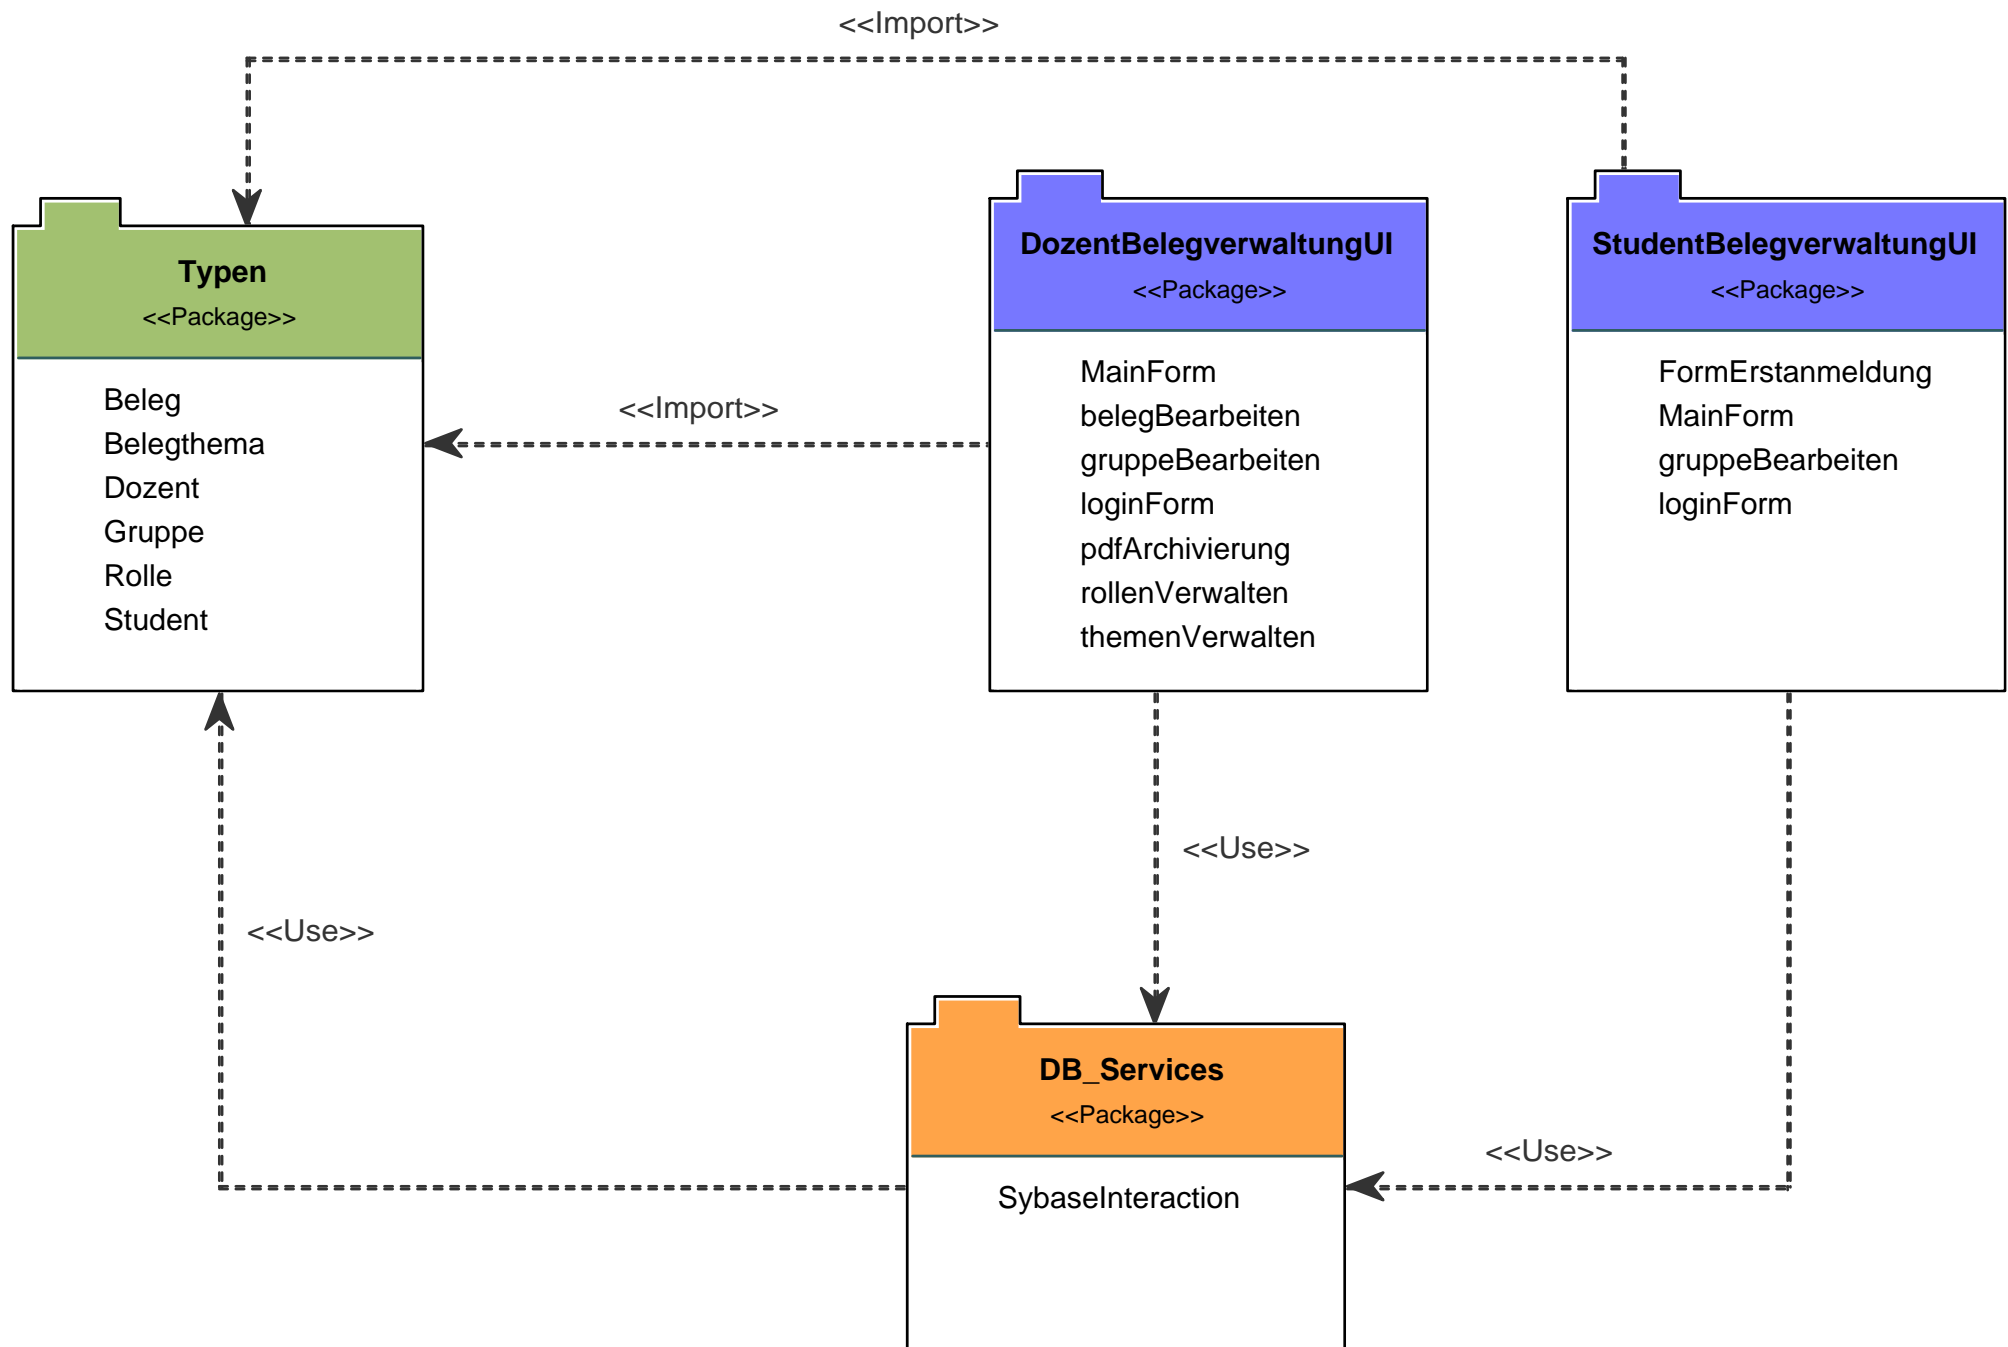 <<Import>>
Typen
<<Package>>
Beleg
Belegthema
Dozent
Gruppe
Rolle
Student
<<Import>>
DozentBelegverwaltungUI
<<Package>>
MainForm
belegBearbeiten
gruppeBearbeiten
loginForm
pdfArchivierung
rollenVerwalten
themenVerwalten
StudentBelegverwaltungUI
<<Package>>
FormErstanmeldung
MainForm
gruppeBearbeiten
loginForm
<<Use>>
<<Use>>
DB_Services
<<Package>>
SybaseInteraction
<<Use>>